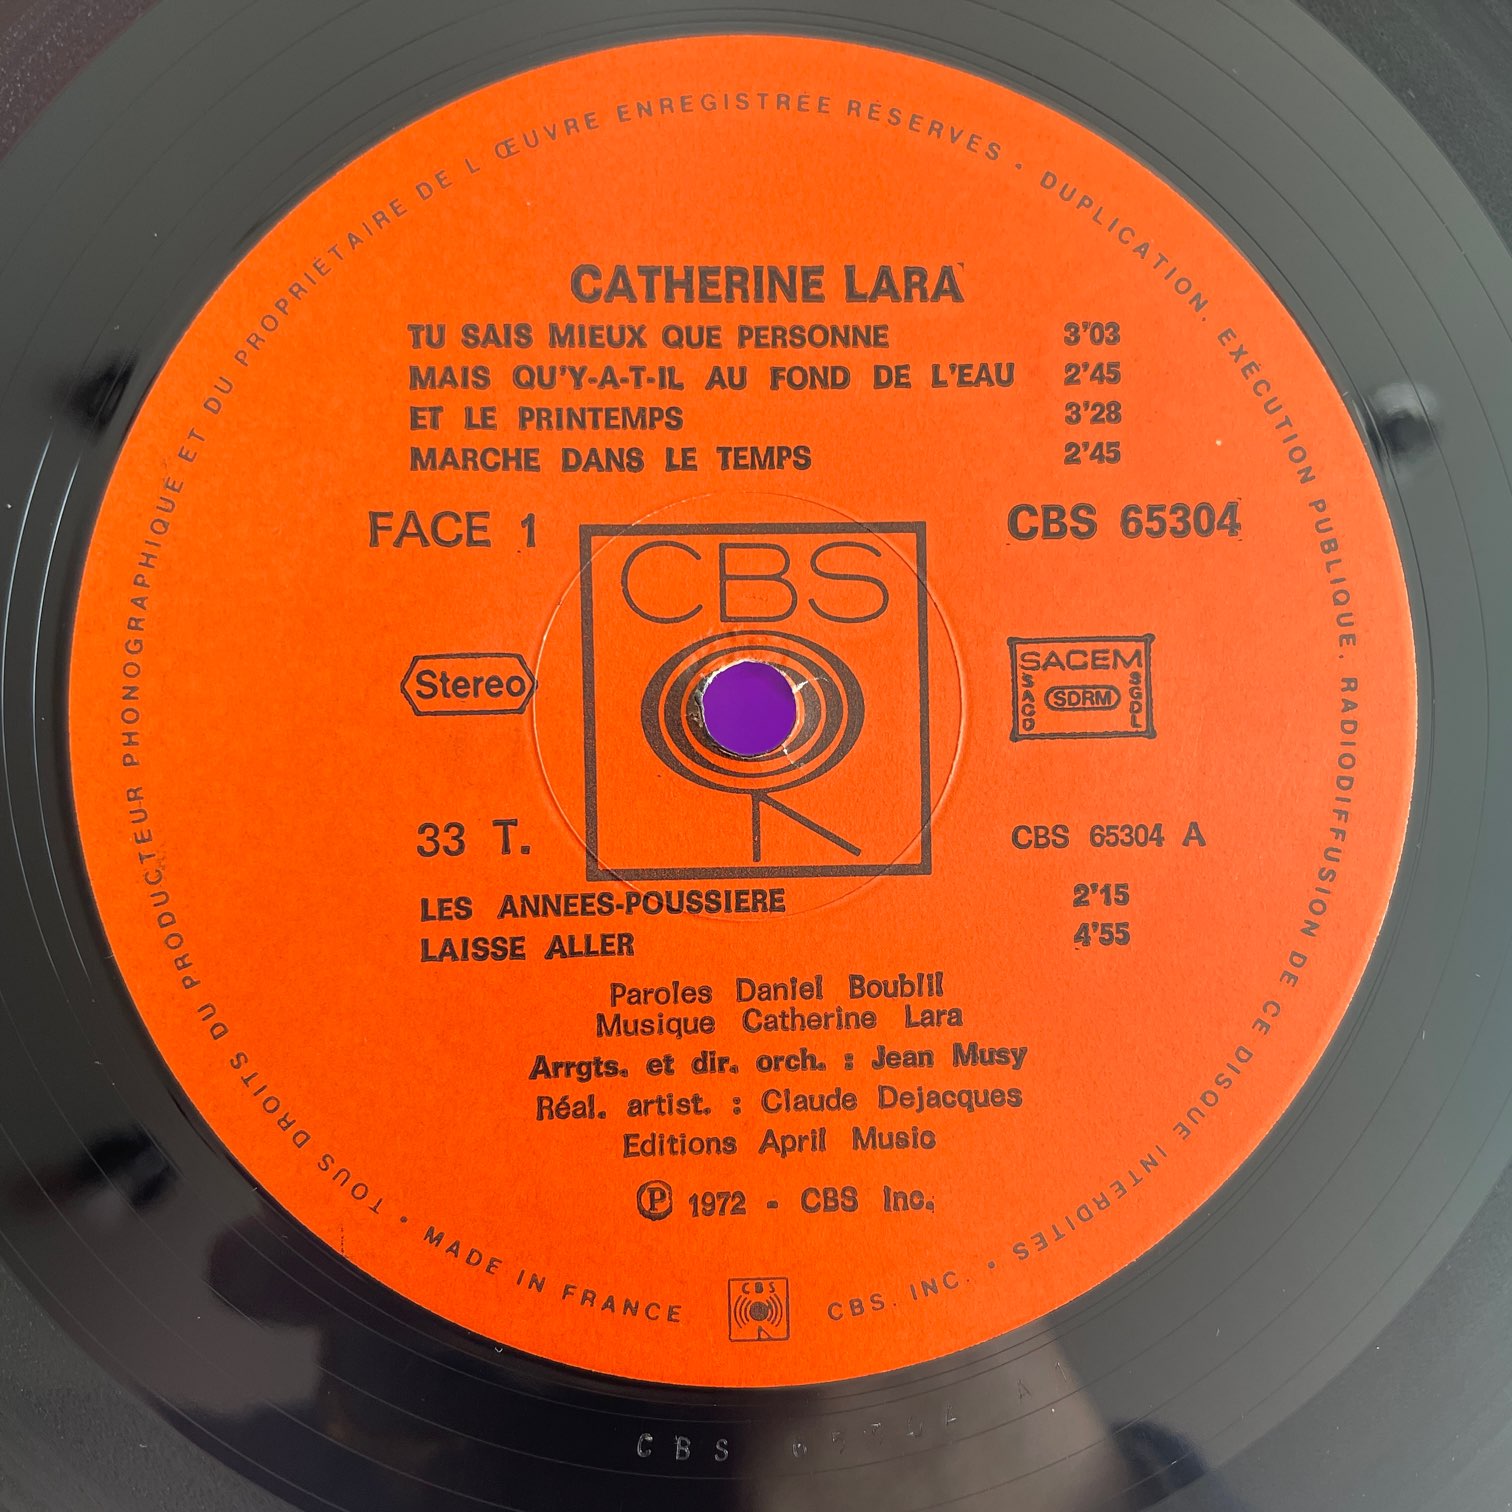 TOUS DROITS DU PRODUCTEUR PHONOGRAPHIQUE ET DU PROPRIÉTAIRE DE L ŒUVRE ENREGISTRÉE RÉSERVÉS • DUPLICATION, EXÉCUTION PUBLIQUE, RADIODIFFUSION DE CE DISQUE INTERDITES •
CATHERINE LARA
TU SAIS MIEUX QUE PERSONNE 3'03
MAIS QU'Y-A-T-IL AU FOND DE L'EAU 2'45
ET LE PRINTEMPS 3'28
MARCHE DANS LE TEMPS 2'45
FACE 1
CBS 65304
CBS
Stereo
SACEM
SACD
SDRM
SGDL
33 T.
CBS 65304 A
LES ANNEES-POUSSIERE 2'15
LAISSE ALLER 4'55
Paroles Daniel Boublil
Musique Catherine Lara
Arrgts. et dir. orch. : Jean Musy
Réal. artist. : Claude Dejacques
Editions April Music
Ⓟ 1972 - CBS Inc.
• MADE IN FRANCE
CBS
CBS. INC.
CBS